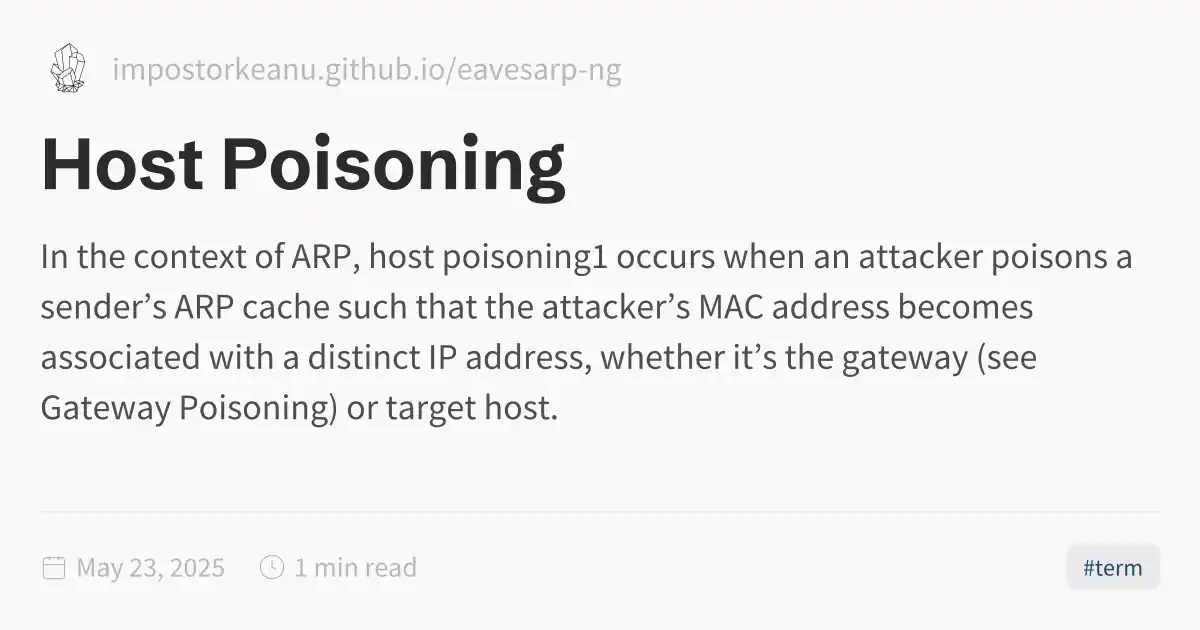 impostorkeanu.github.io/eavesarp-ng
Host Poisoning
In the context of ARP, host poisoning1 occurs when an attacker poisons a
sender’s ARP cache such that the attacker’s MAC address becomes
associated with a distinct IP address, whether it’s the gateway (see
Gateway Poisoning) or target host.
May 23, 2025 1 min read
#term